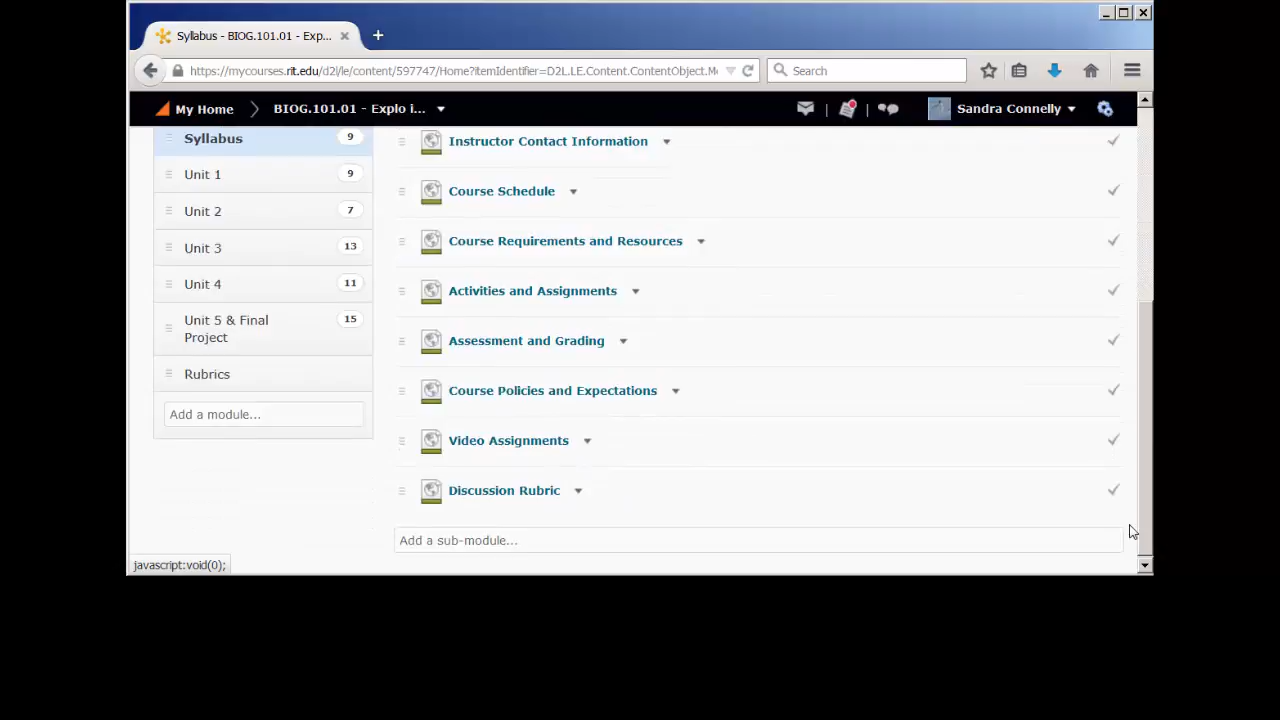 Syllabus - BIOG.101.01 - Exp...
https://mycourses.rit.edu/d2l/le/content/597747/Home?itemIdentifier=D2L.LE.Content.ContentObject.M
Search
My Home
BIOG.101.01 - Explo i...
Sandra Connelly
Syllabus 9
Unit 1 9
Unit 2 7
Unit 3 13
Unit 4 11
Unit 5 & Final Project 15
Rubrics
Add a module...
Instructor Contact Information
Course Schedule
Course Requirements and Resources
Activities and Assignments
Assessment and Grading
Course Policies and Expectations
Video Assignments
Discussion Rubric
Add a sub-module...
javascript:void(0);